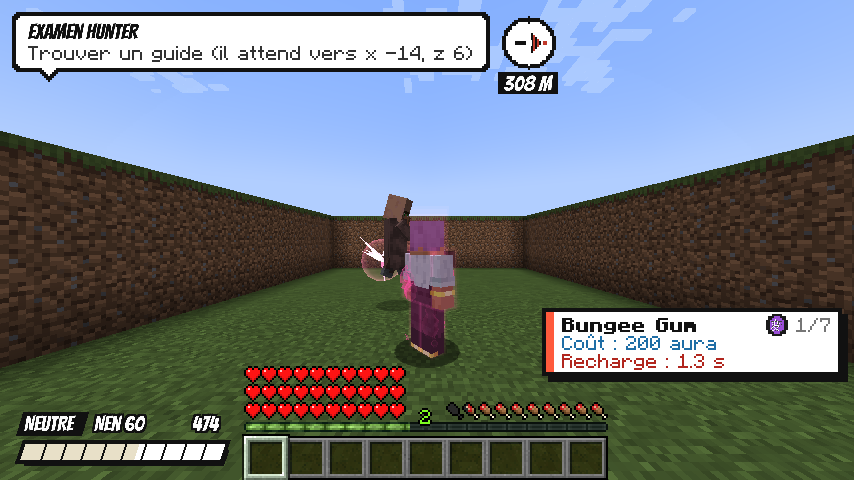 EXAMEN HUNTER
Trouver un guide (il attend vers x -14, z 6)
308 M
Bungee Gum
1/7
Coût : 200 aura
Recharge : 1.3 s
2
NEUTRE
NEN 60
474